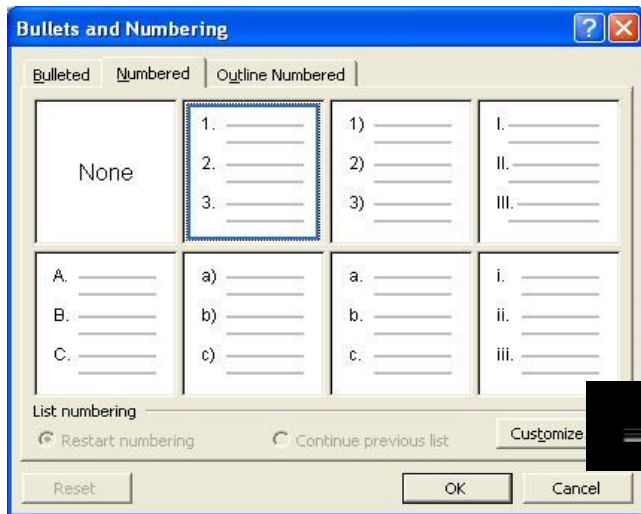 Bullets and Numbering
Bulleted Numbered Outline Numbered
None
1.
2.
3.
1)
2)
3)
I.
II.
III.
A.
B.
C.
a)
b)
c)
a.
b.
c.
i.
ii.
iii.
List numbering
Restart numbering Continue previous list Customize.
Reset OK Cancel